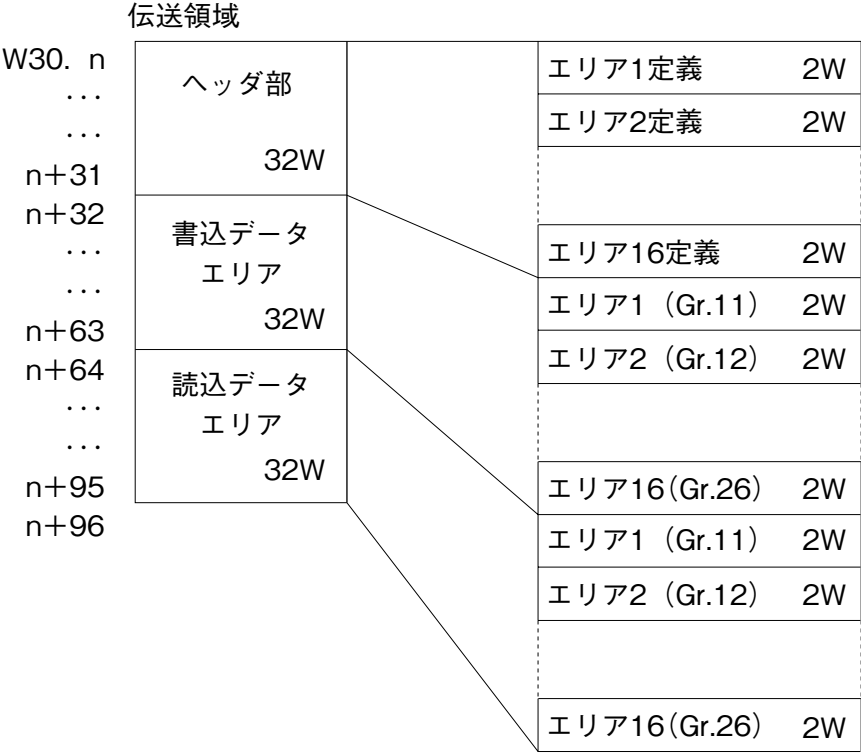 伝送領域
W30. n
...
...
n+31
n+32
...
...
n+63
n+64
...
...
n+95
n+96
ヘッダ部
32W
書込データ
エリア
32W
読込データ
エリア
32W
エリア1定義 2W
エリア2定義 2W
エリア16定義 2W
エリア1 (Gr.11) 2W
エリア2 (Gr.12) 2W
エリア16(Gr.26) 2W
エリア1 (Gr.11) 2W
エリア2 (Gr.12) 2W
エリア16(Gr.26) 2W